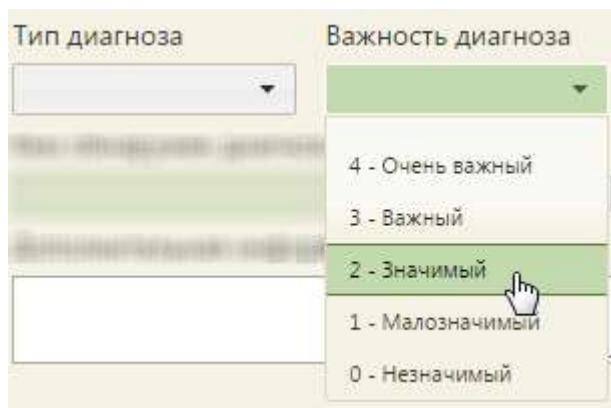 Тип диагноза Важность диагноза
4 - Очень важный
3 - Важный
2 - Значимый
1 - Малозначимый
0 - Незначимый